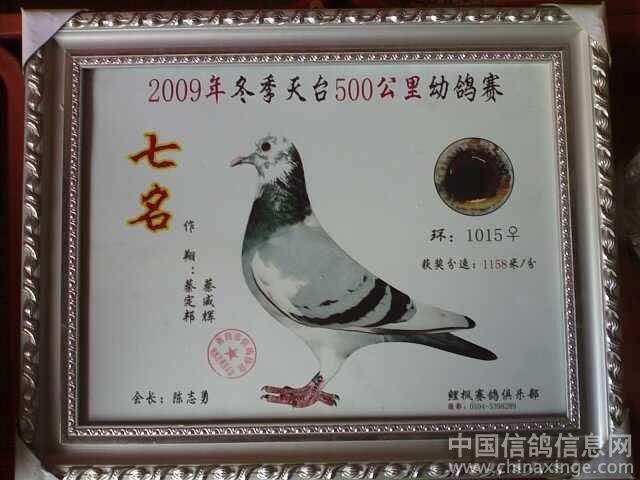 2009年冬季天台500公里幼鸽赛
七名
作翔：
蔡威辉
蔡定邦
环：1015♀
获奖分速：1158米/分
会长：陈志勇
鲤枫赛鸽俱乐部
0594-5398289
中国信鸽信息网
www.chinaxinge.com